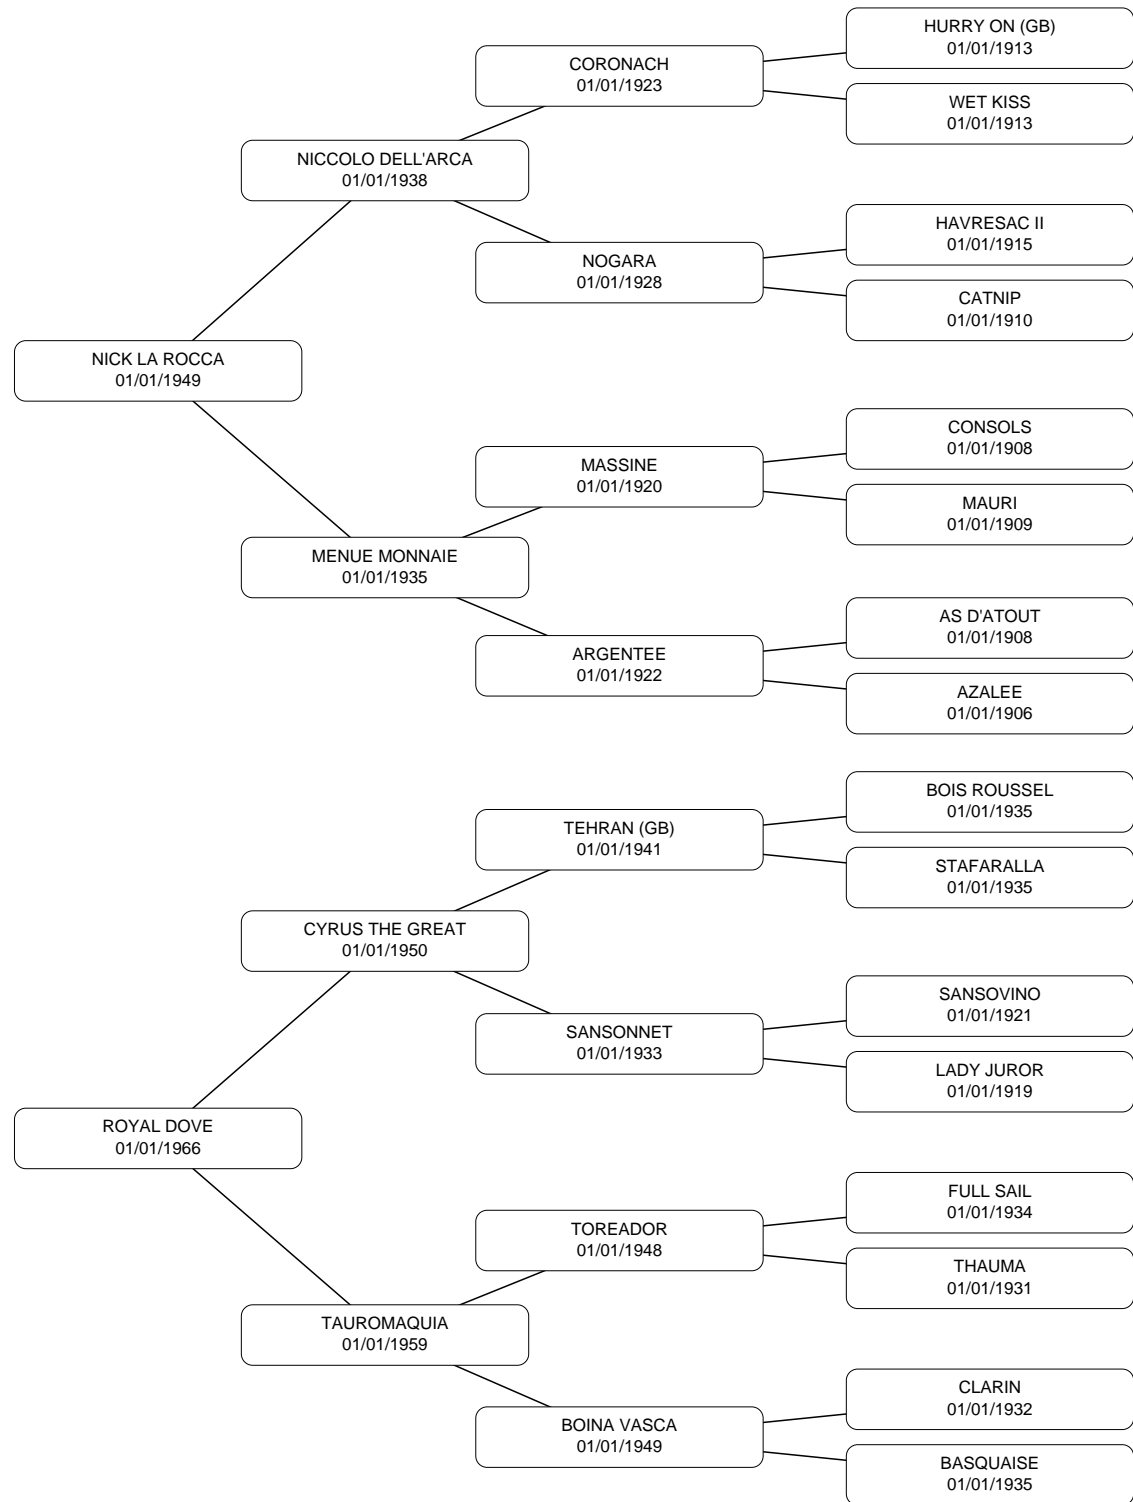 HURRY ON (GB)
01/01/1913
CORONACH
01/01/1923
WET KISS
01/01/1913
NICCOLO DELL'ARCA
01/01/1938
HAVRESAC II
01/01/1915
NOGARA
01/01/1928
CATNIP
01/01/1910
NICK LA ROCCA
01/01/1949
CONSOLS
01/01/1908
MASSINE
01/01/1920
MAURI
01/01/1909
MENUE MONNAIE
01/01/1935
AS D'ATOUT
01/01/1908
ARGENTEE
01/01/1922
AZALEE
01/01/1906
BOIS ROUSSEL
01/01/1935
TEHRAN (GB)
01/01/1941
STAFARALLA
01/01/1935
CYRUS THE GREAT
01/01/1950
SANSOVINO
01/01/1921
SANSONNET
01/01/1933
LADY JUROR
01/01/1919
ROYAL DOVE
01/01/1966
FULL SAIL
01/01/1934
TOREADOR
01/01/1948
THAUMA
01/01/1931
TAUROMAQUIA
01/01/1959
CLARIN
01/01/1932
BOINA VASCA
01/01/1949
BASQUAISE
01/01/1935